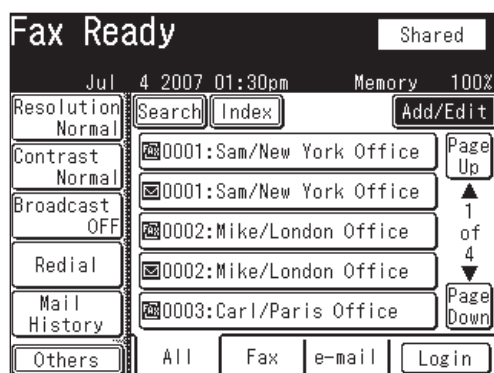 Fax Ready
Shared
Jul 4 2007 01:30pm Memory 100%
Resolution
Normal
Search Index Add/Edit
Contrast
Normal
Broadcast
OFF
Redial
Mail
History
Others
0001:Sam/New York Office
0001:Sam/New York Office
0002:Mike/London Office
0002:Mike/London Office
0003:Carl/Paris Office
Page
Up
1
of
4
Page
Down
All Fax e-mail Login